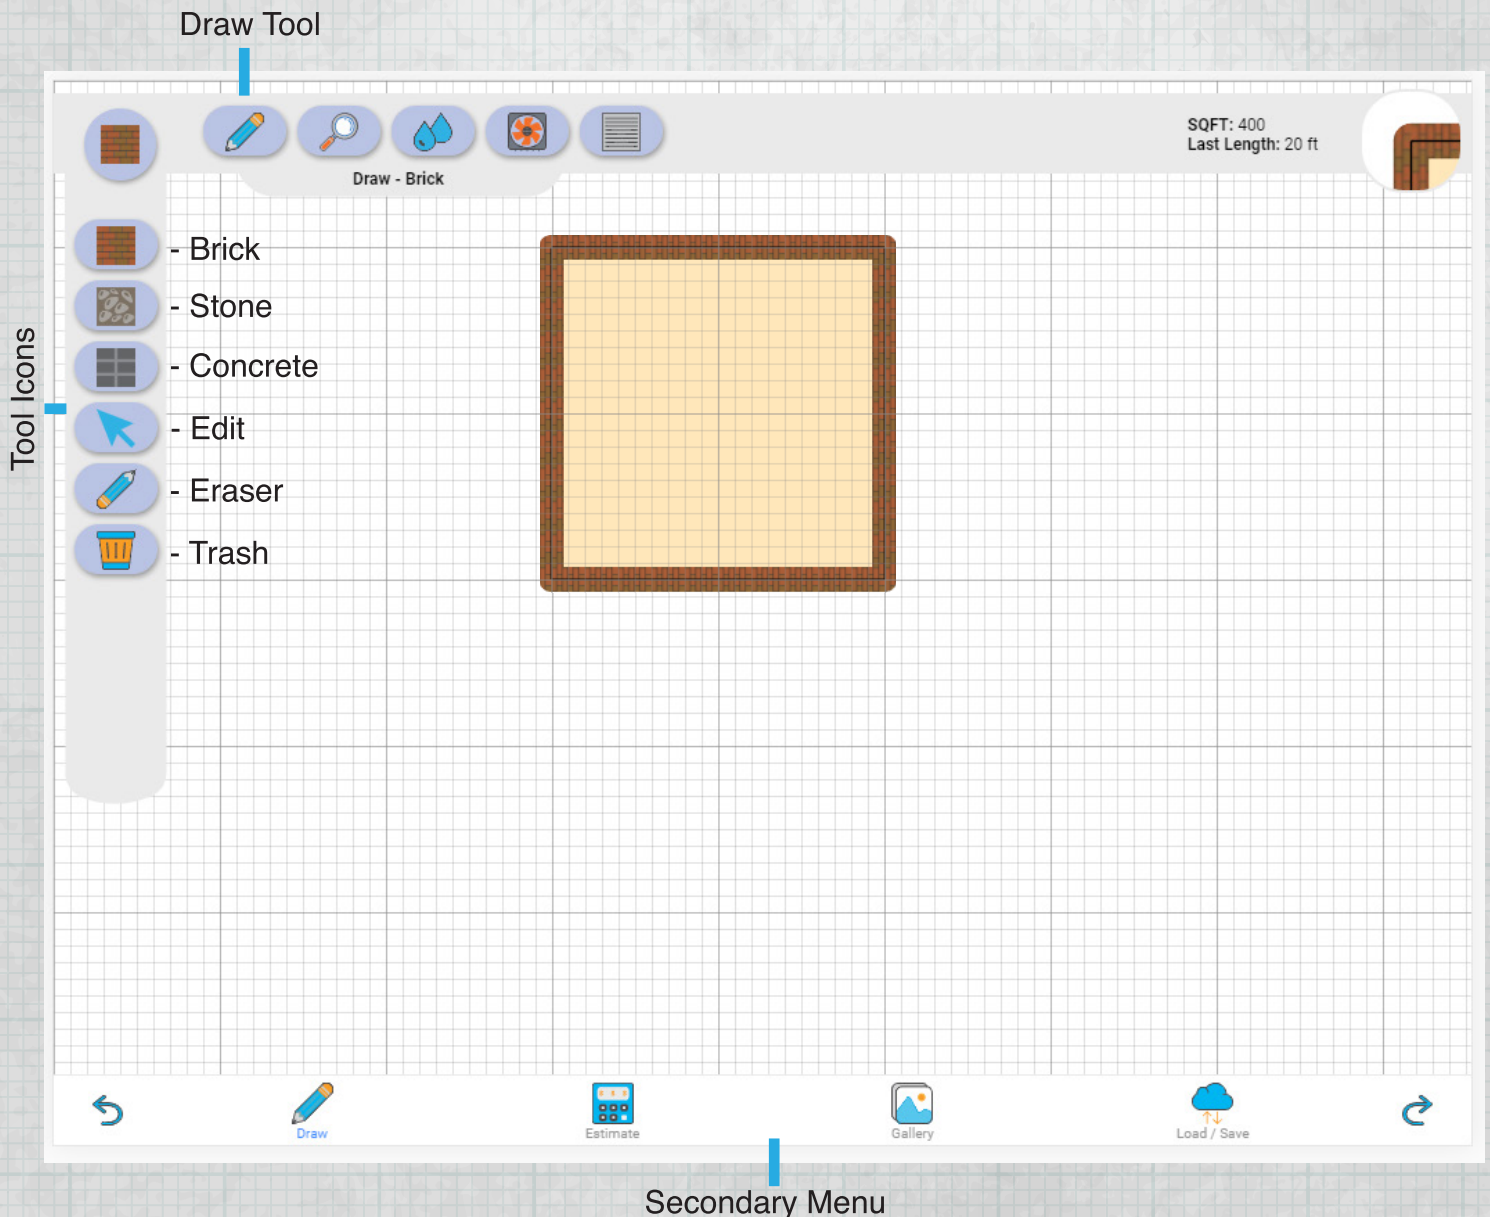 Draw Tool
SQFT: 400
Last Length: 20 ft
Draw - Brick
- Brick
- Stone
- Concrete
- Edit
- Eraser
- Trash
Tool Icons
Draw
Estimate
Gallery
Load / Save
Secondary Menu